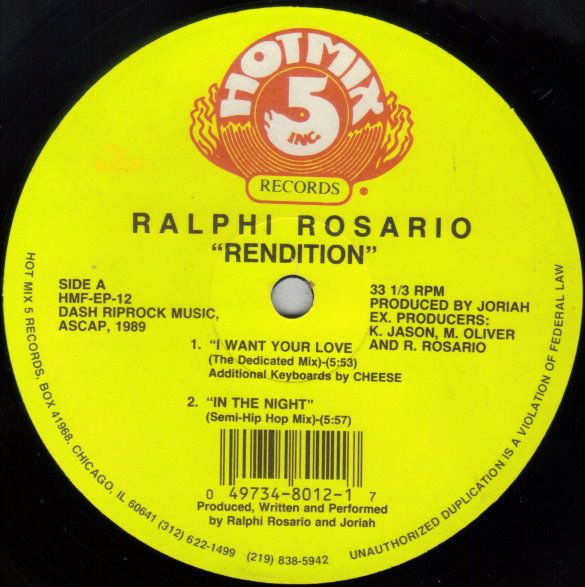 HOT MIX
5
INC.
RECORDS ®
RALPHI ROSARIO
“RENDITION”
SIDE A
HMF-EP-12
DASH RIPROCK MUSIC,
ASCAP, 1989
33 1/3 RPM
PRODUCED BY JORIAH
EX. PRODUCERS:
K. JASON, M. OLIVER
AND R. ROSARIO
1. “I WANT YOUR LOVE
(The Dedicated Mix)-(5:53)
Additional Keyboards by CHEESE
2. “IN THE NIGHT”
(Semi-Hip Hop Mix)-(5:57)
0 49734-8012-1 7
Produced, Written and Performed
by Ralphi Rosario and Joriah
HOT MIX 5 RECORDS, BOX 41968, CHICAGO, IL 60641 (312) 622-1499 (219) 838-5942
UNAUTHORIZED DUPLICATION IS A VIOLATION OF FEDERAL LAW